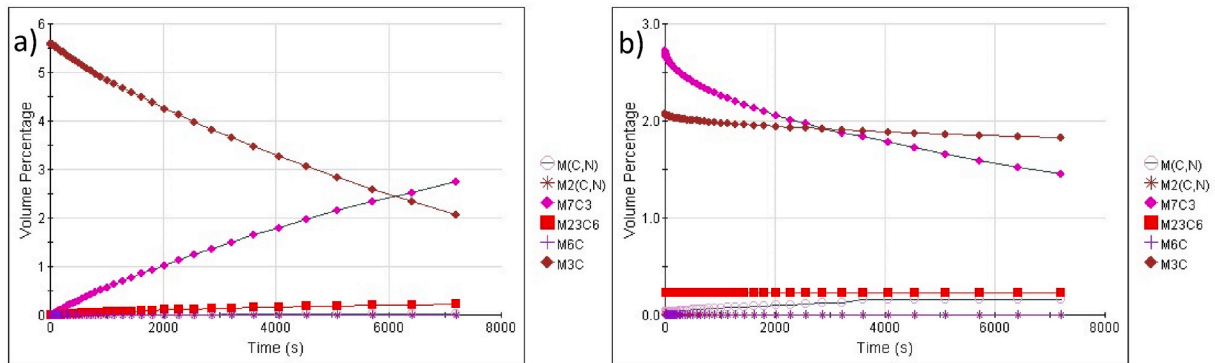 a)
6
5
4
3
2
1
0
Volume Percentage
0 2000 4000 6000 8000
Time (s)
M(C,N)
M2(C,N)
M7C3
M23C6
M6C
M3C
b)
3.0
2.0
1.0
0.0
Volume Percentage
0 2000 4000 6000 8000
Time (s)
M(C,N)
M2(C,N)
M7C3
M23C6
M6C
M3C